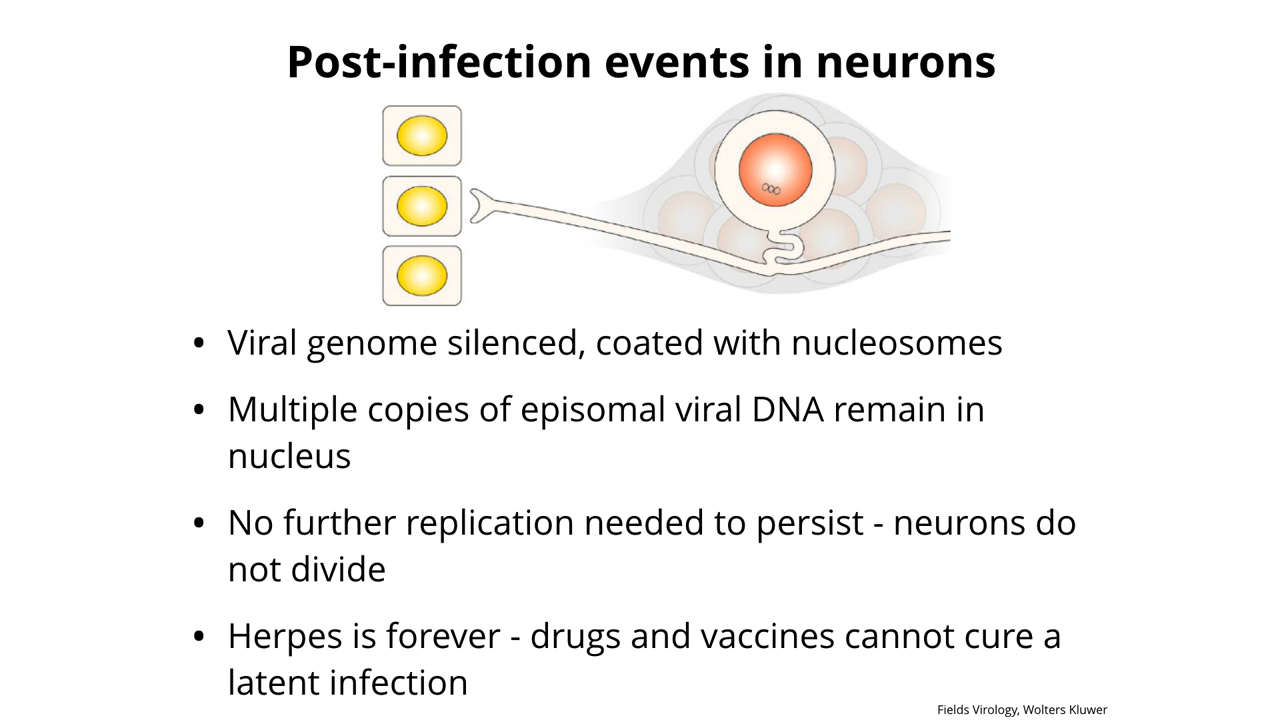 Post-infection events in neurons
• Viral genome silenced, coated with nucleosomes
• Multiple copies of episomal viral DNA remain in
nucleus
• No further replication needed to persist - neurons do
not divide
• Herpes is forever - drugs and vaccines cannot cure a
latent infection
Fields Virology, Wolters Kluwer